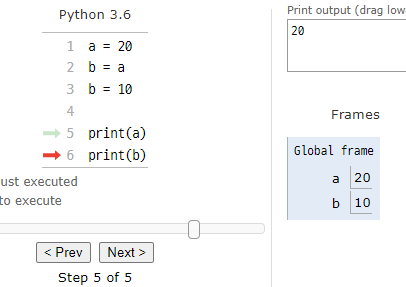 Python 3.6
1 a = 20
2 b = a
3 b = 10
4
5 print(a)
6 print(b)
ust executed
to execute
< Prev Next >
Step 5 of 5
Print output (drag low
20
Frames
Global frame
a 20
b 10